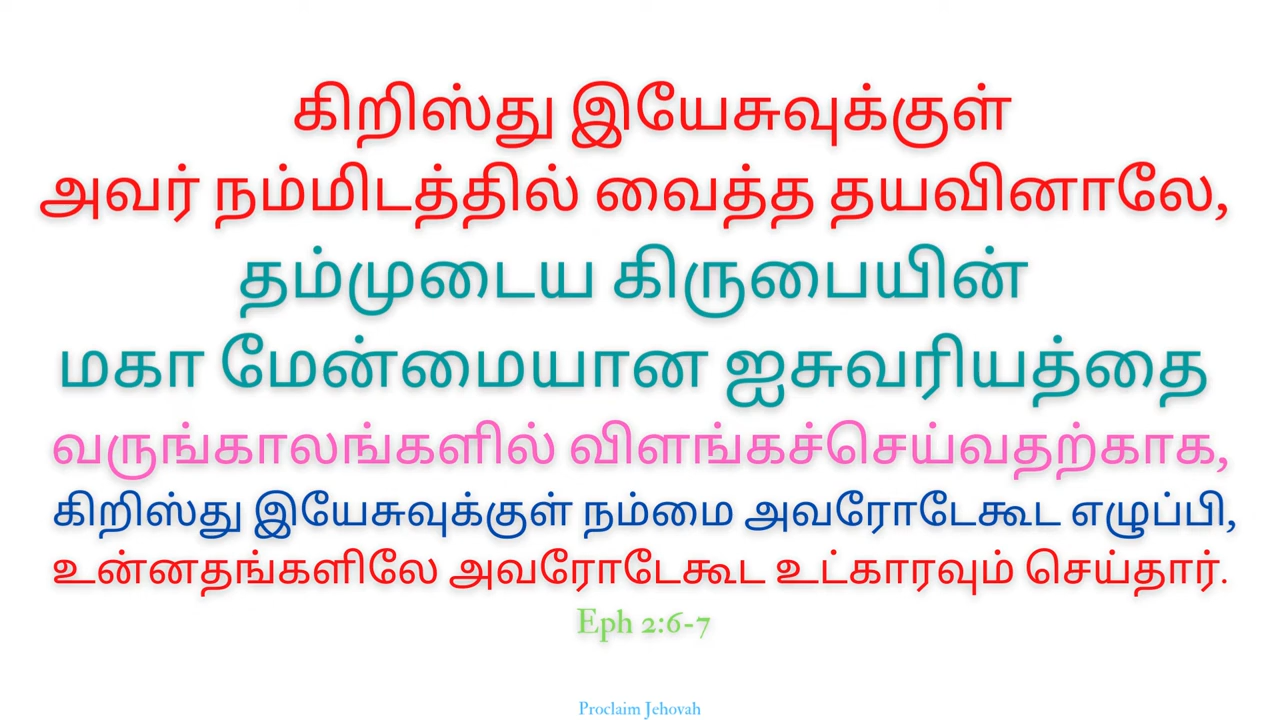 கிறிஸ்து இயேசுவுக்குள்
அவர் நம்மிடத்தில் வைத்த தயவினாலே,
தம்முடைய கிருபையின்
மகா மேன்மையான ஐசுவரியத்தை
வருங்காலங்களில் விளங்கச்செய்வதற்காக,
கிறிஸ்து இயேசுவுக்குள் நம்மை அவரோடேகூட எழுப்பி,
உன்னதங்களிலே அவரோடேகூட உட்காரவும் செய்தார்.
Eph 2:6-7
Proclaim Jehovah